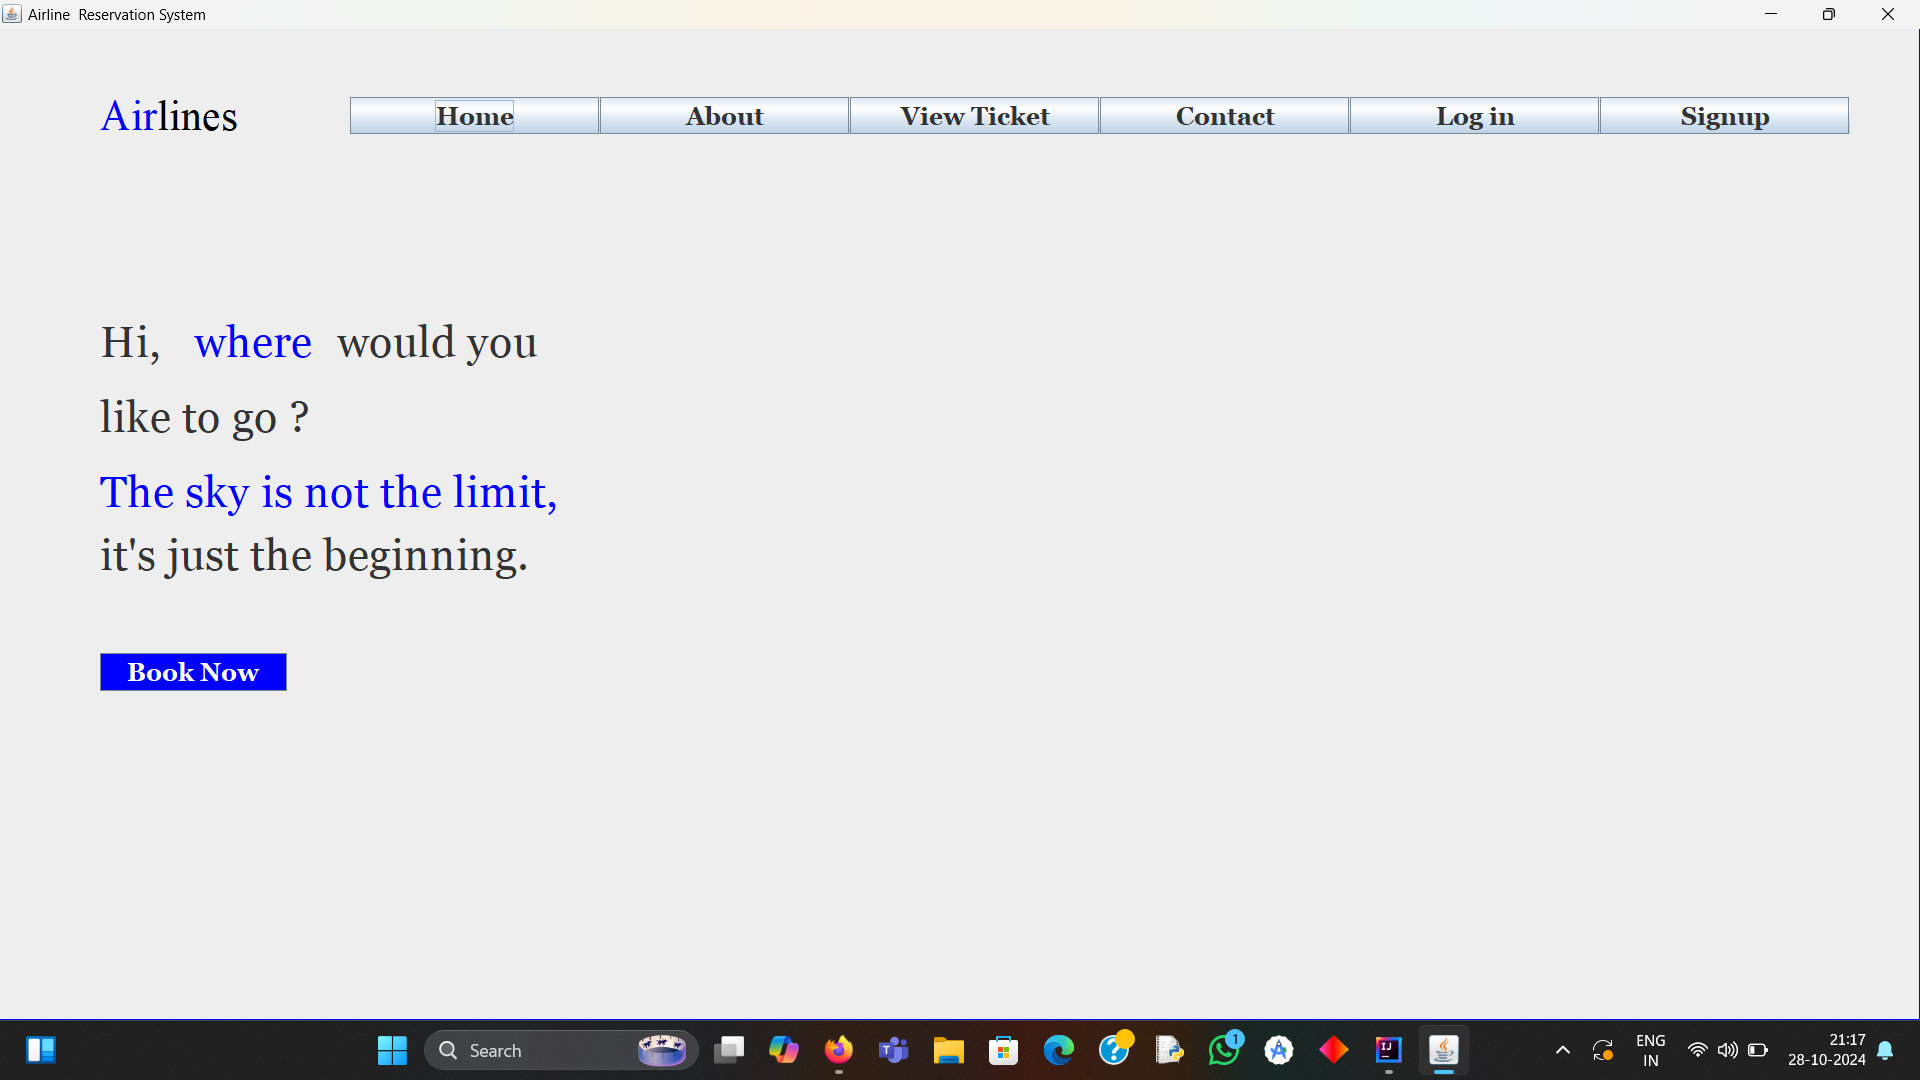 Airline  Reservation System
Airlines
Home
About
View Ticket
Contact
Log in
Signup
Hi, where would you
like to go ?
The sky is not the limit,
it's just the beginning.
Book Now
Search
1
ENG
IN
21:17
28-10-2024